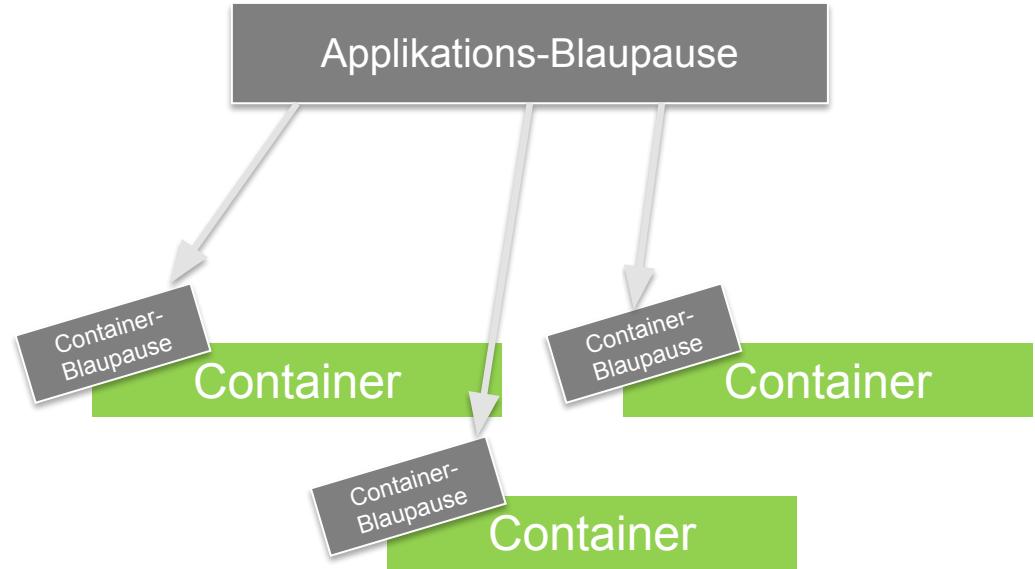 Applikations-Blaupause
Container-
Blaupause
Container
Container-
Blaupause
Container
Container-
Blaupause
Container